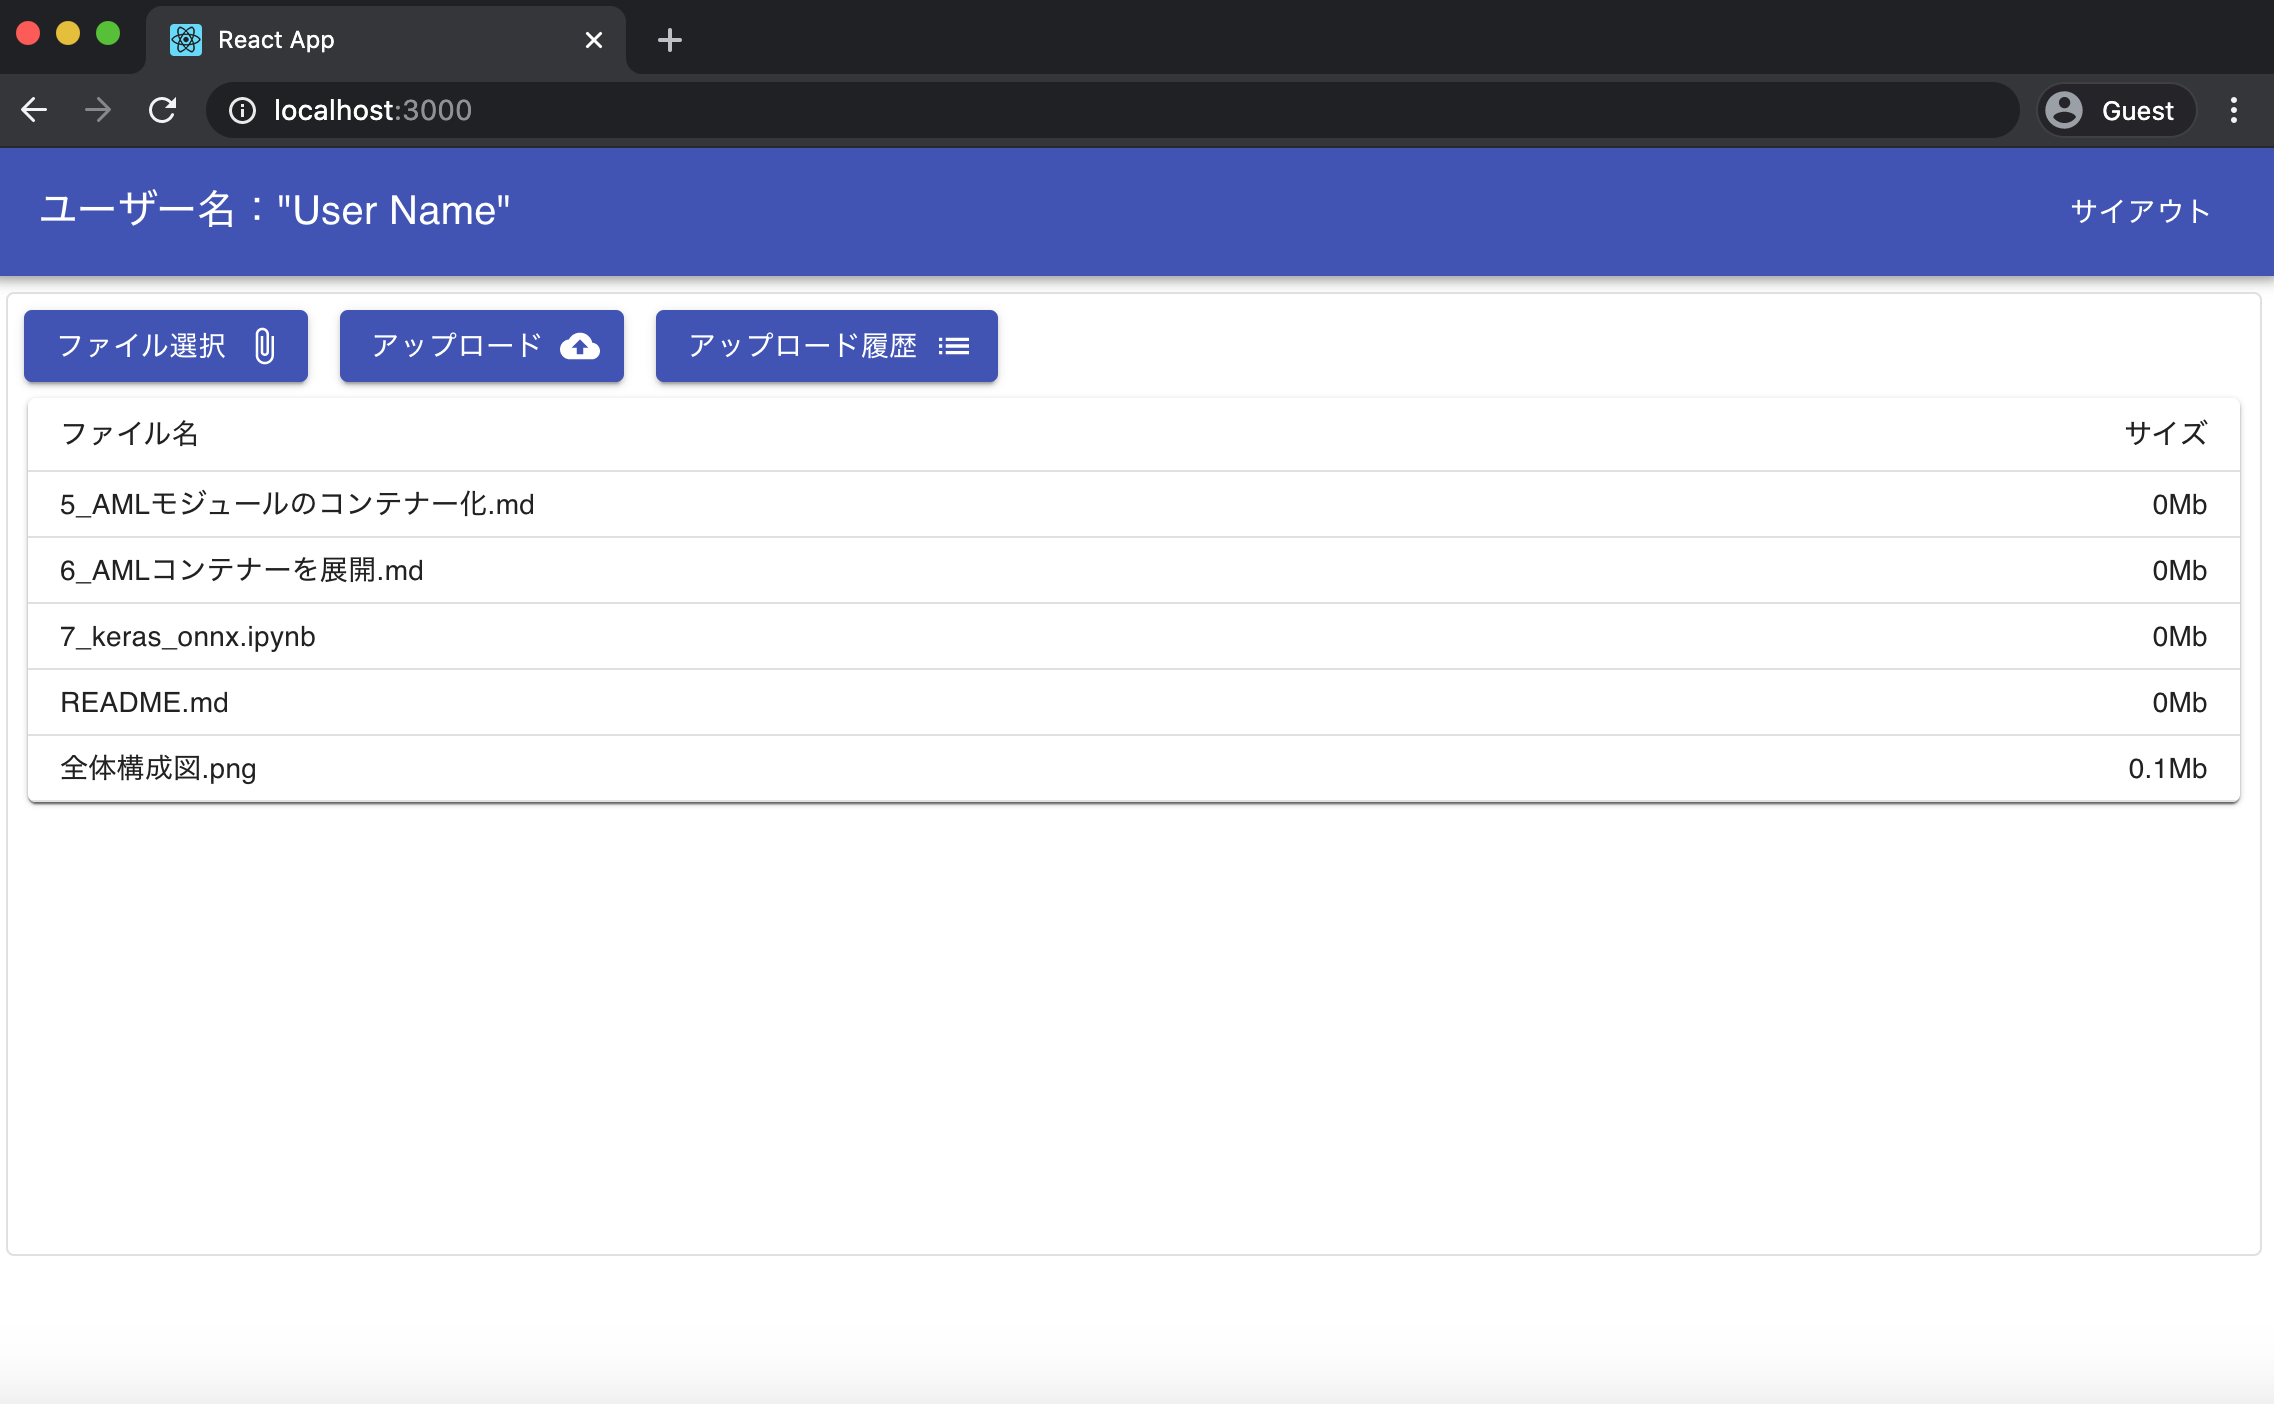 React App
localhost:3000
Guest
ユーザー名："User Name"
サイアウト
ファイル選択
アップロード
アップロード履歴
ファイル名 サイズ
5_AMLモジュールのコンテナー化.md 0Mb
6_AMLコンテナーを展開.md 0Mb
7_keras_onnx.ipynb 0Mb
README.md 0Mb
全体構成図.png 0.1Mb